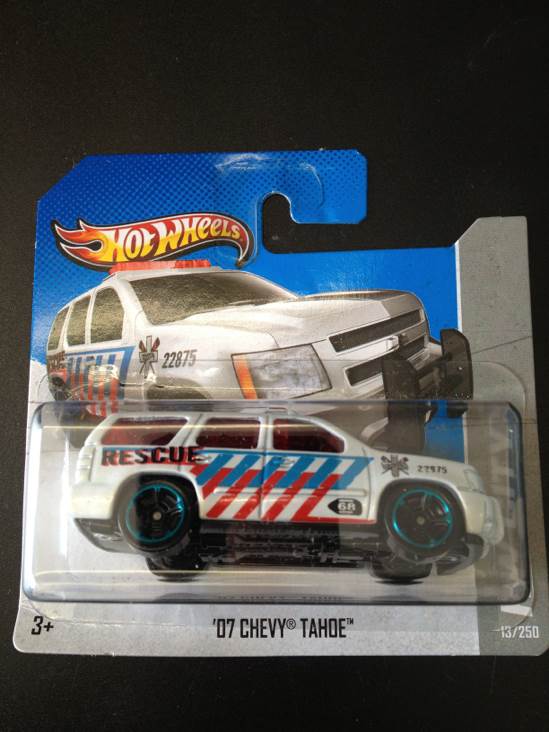 HOT WHEELS
22875
RESCUE
22875
68
3+
'07 CHEVY® TAHOE™
13/250